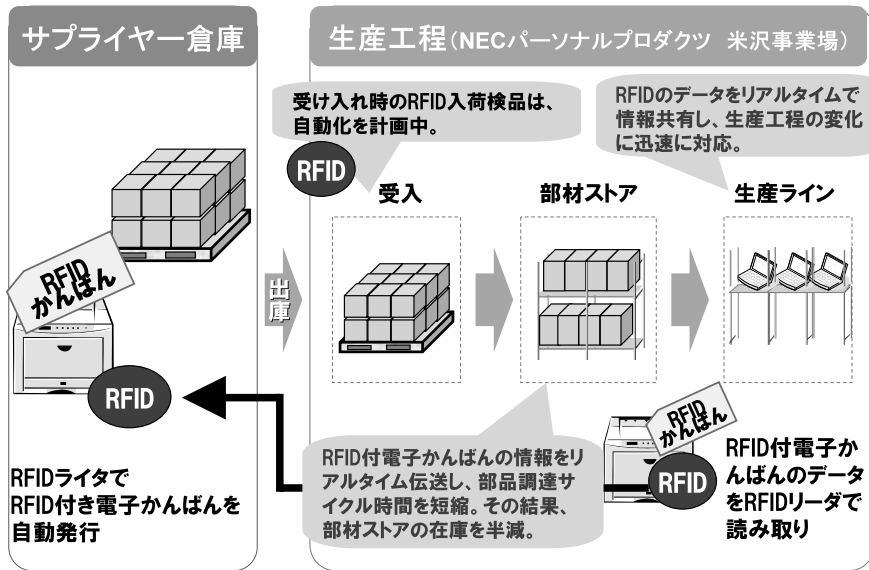 サプライヤー倉庫
生産工程(NECパーソナルプロダクツ 米沢事業場)
受け入れ時のRFID入荷検品は、
自動化を計画中。
RFIDのデータをリアルタイムで
情報共有し、生産工程の変化
に迅速に対応。
RFID
受入
部材ストア
生産ライン
RFID
かんばん
出庫
RFID
RFIDライタで
RFID付き電子かんばんを
自動発行
RFID付電子かんばんの情報をリ
アルタイム伝送し、部品調達サ
イクル時間を短縮。その結果、
部材ストアの在庫を半減。
RFID
かんばん
RFID
RFID付電子か
んばんのデータ
をRFIDリーダで
読み取り